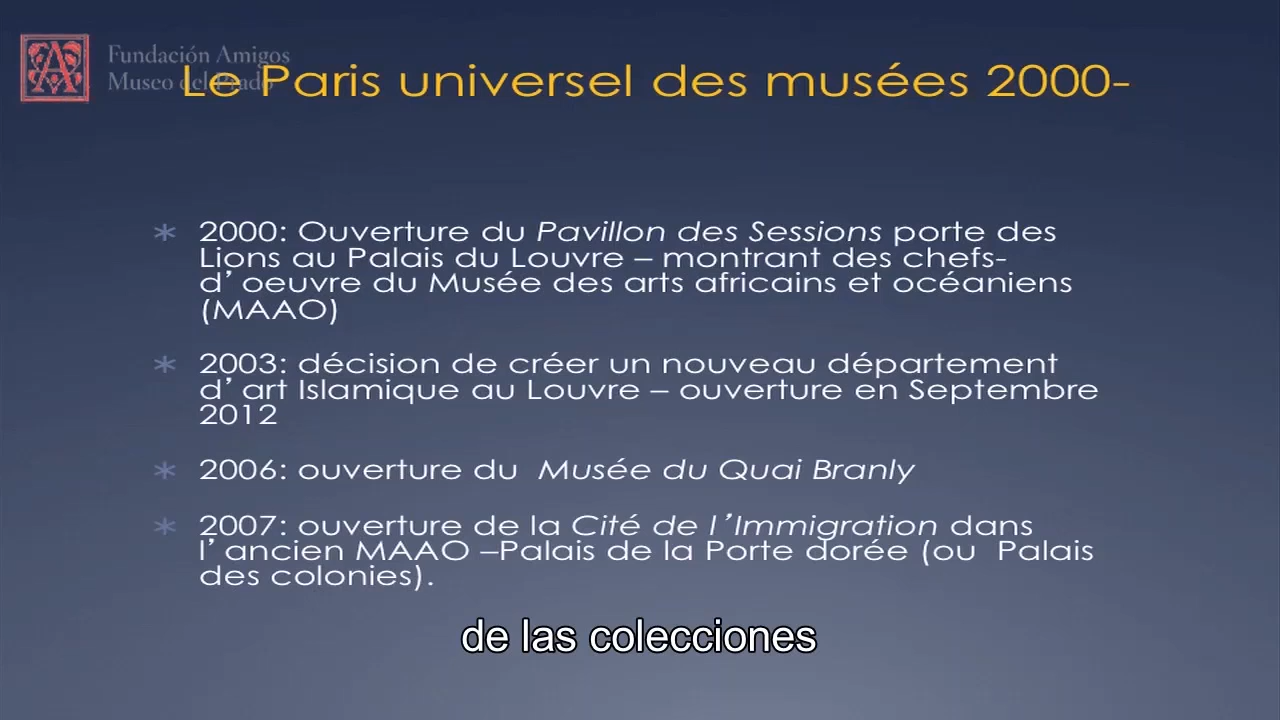 Fundación Amigos
Museo del Prado
Le Paris universel des musées 2000-
* 2000: Ouverture du Pavillon des Sessions porte des
Lions au Palais du Louvre – montrant des chefs-
d’oeuvre du Musée des arts africains et océaniens
(MAAO)
* 2003: décision de créer un nouveau département
d’art Islamique au Louvre – ouverture en Septembre
2012
* 2006: ouverture du Musée du Quai Branly
* 2007: ouverture de la Cité de l’Immigration dans
l’ancien MAAO –Palais de la Porte dorée (ou Palais
des colonies).
de las colecciones